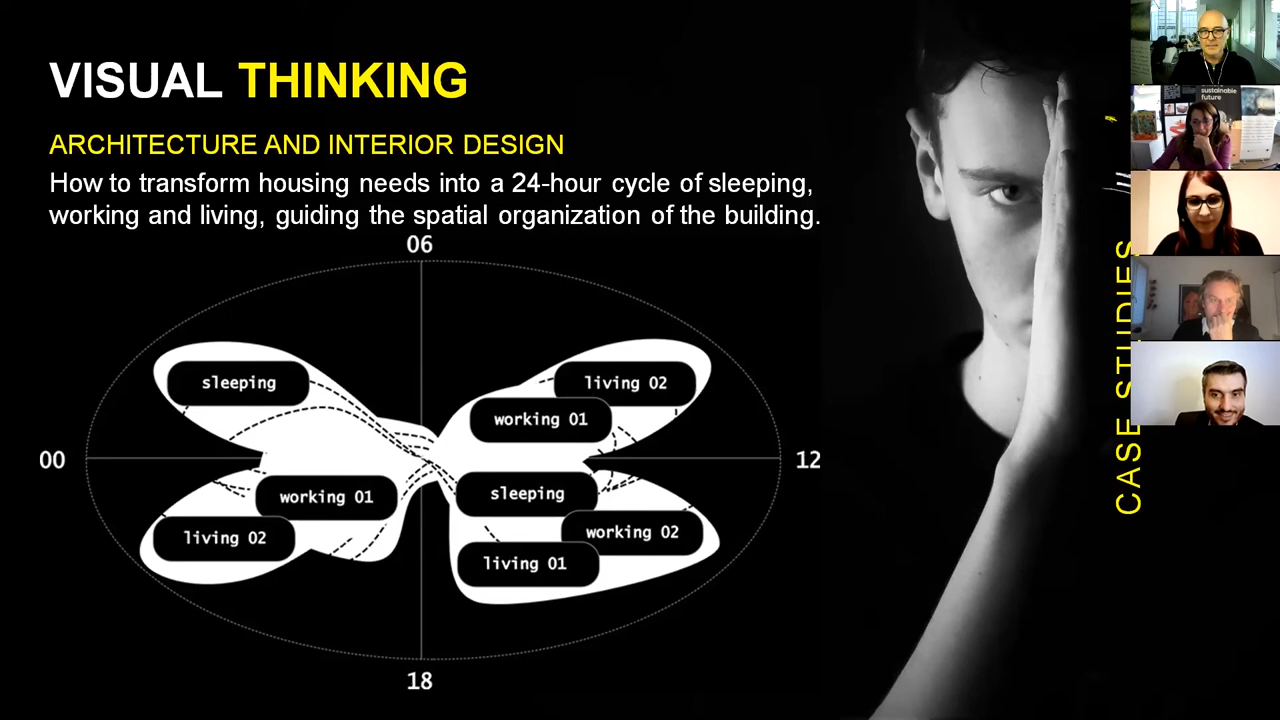 VISUAL THINKING
ARCHITECTURE AND INTERIOR DESIGN
How to transform housing needs into a 24-hour cycle of sleeping,
working and living, guiding the spatial organization of the building.
06
sleeping
living 02
working 01
00
12
working 01
sleeping
living 02
working 02
living 01
18
CASE STUDIES
sustainable
future